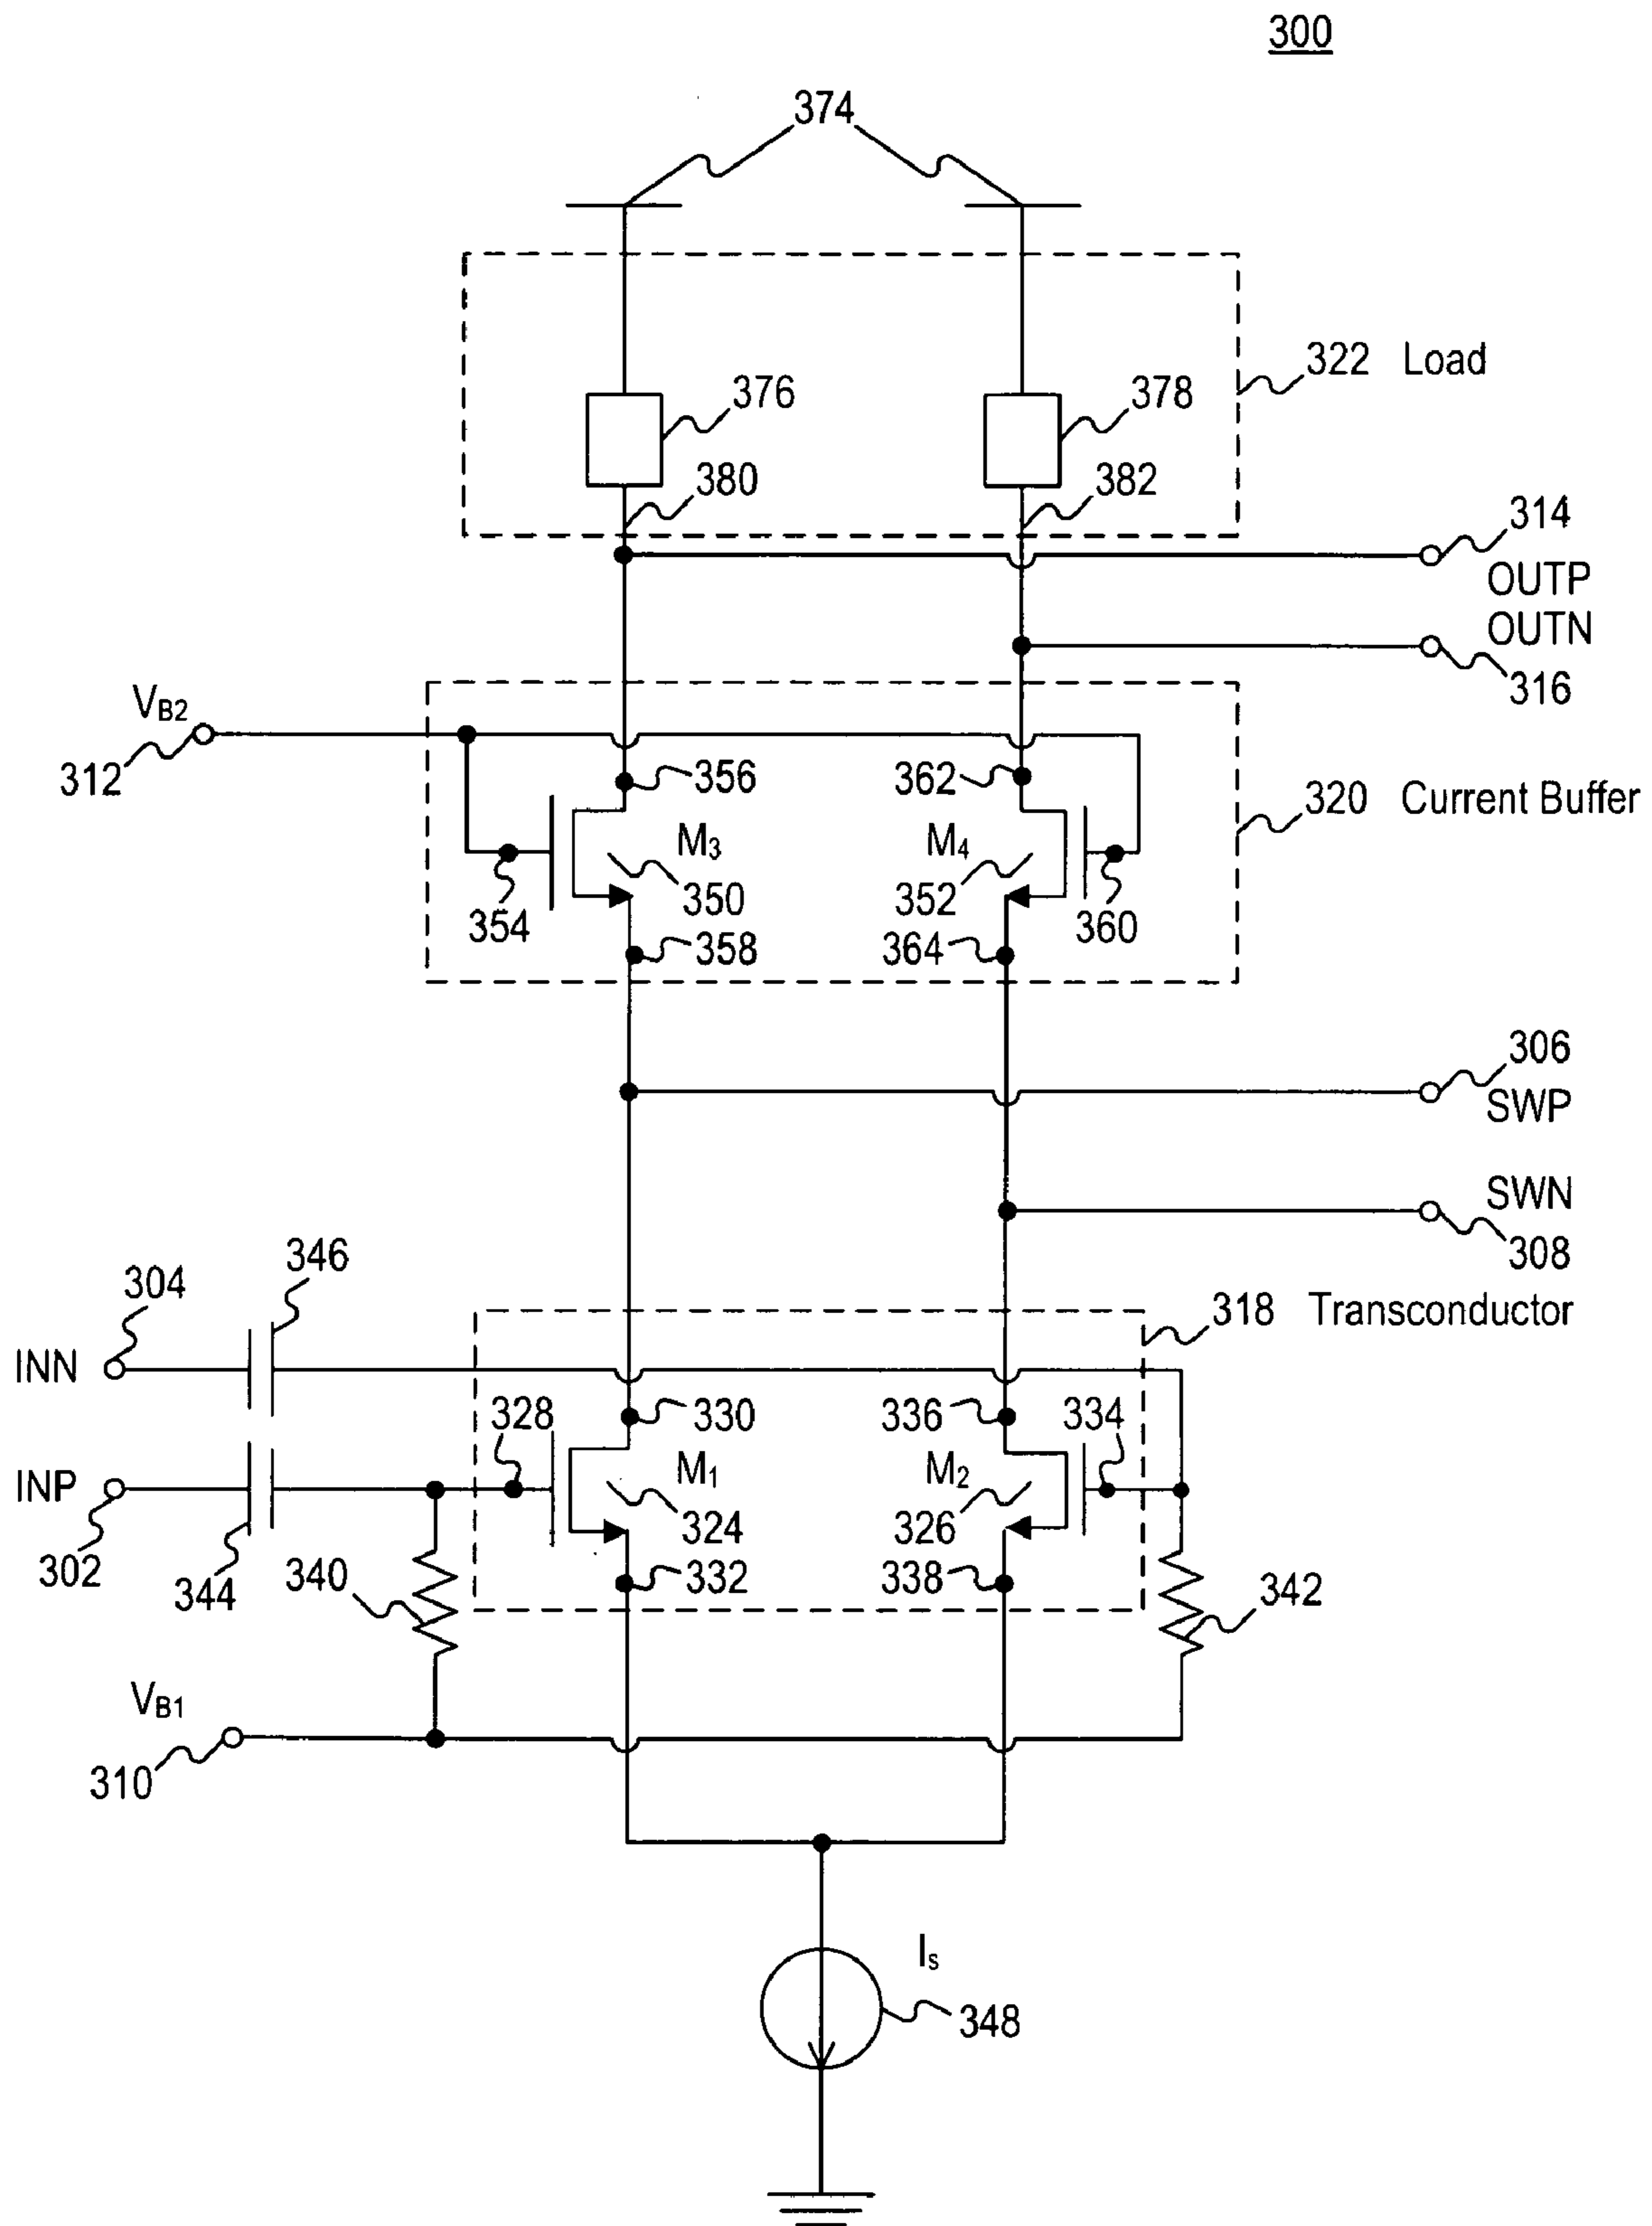 300
374
322 Load
376
378
380
382
314
OUTP
OUTN
316
VB2
312
356
362
320 Current Buffer
M3
M4
350
352
354
360
358
364
306
SWP
SWN
308
346
304
318 Transconductor
INN
328
330
336
334
INP
M1
M2
324
326
302
344
340
332
338
342
VB1
310
Is
348